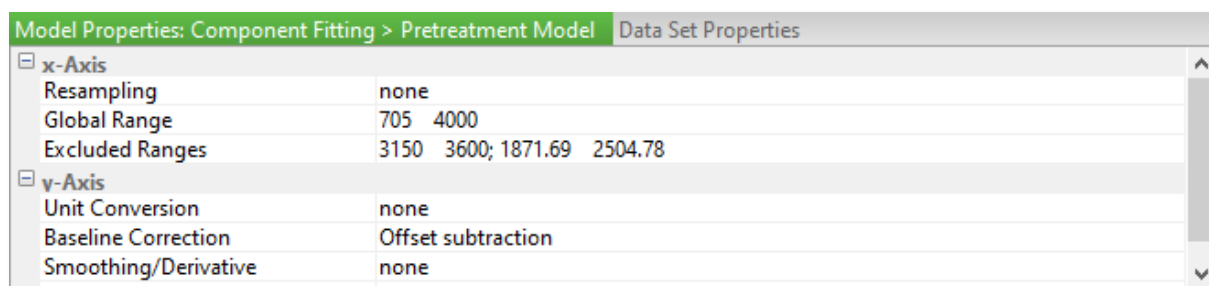 Model Properties: Component Fitting > Pretreatment Model Data Set Properties
x-Axis
Resampling none
Global Range 705 4000
Excluded Ranges 3150 3600; 1871.69 2504.78
y-Axis
Unit Conversion none
Baseline Correction Offset subtraction
Smoothing/Derivative none